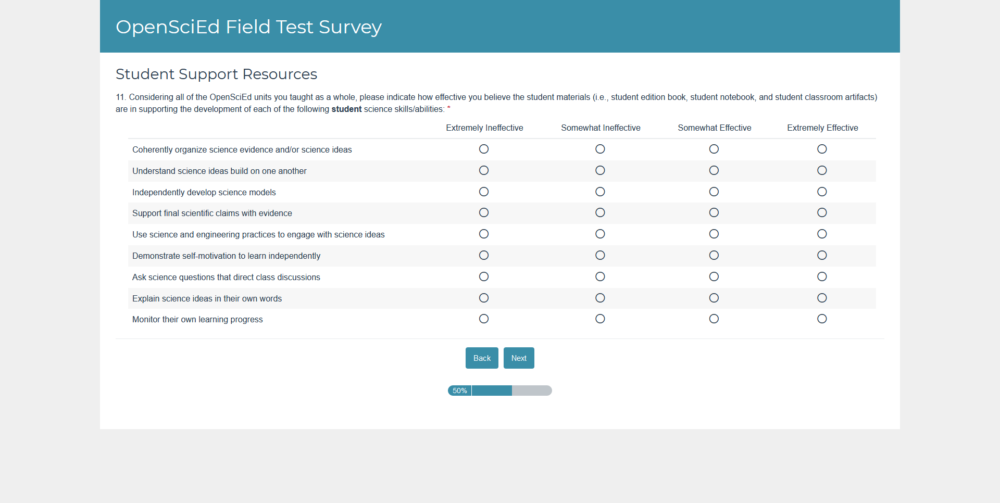 OpenSciEd Field Test Survey
Student Support Resources
11. Considering all of the OpenSciEd units you taught as a whole, please indicate how effective you believe the student materials (i.e., student edition book, student notebook, and student classroom artifacts)
are in supporting the development of each of the following student science skills/abilities: *
Extremely Ineffective Somewhat Ineffective Somewhat Effective Extremely Effective
Coherently organize science evidence and/or science ideas
Understand science ideas build on one another
Independently develop science models
Support final scientific claims with evidence
Use science and engineering practices to engage with science ideas
Demonstrate self-motivation to learn independently
Ask science questions that direct class discussions
Explain science ideas in their own words
Monitor their own learning progress
Back Next
50%